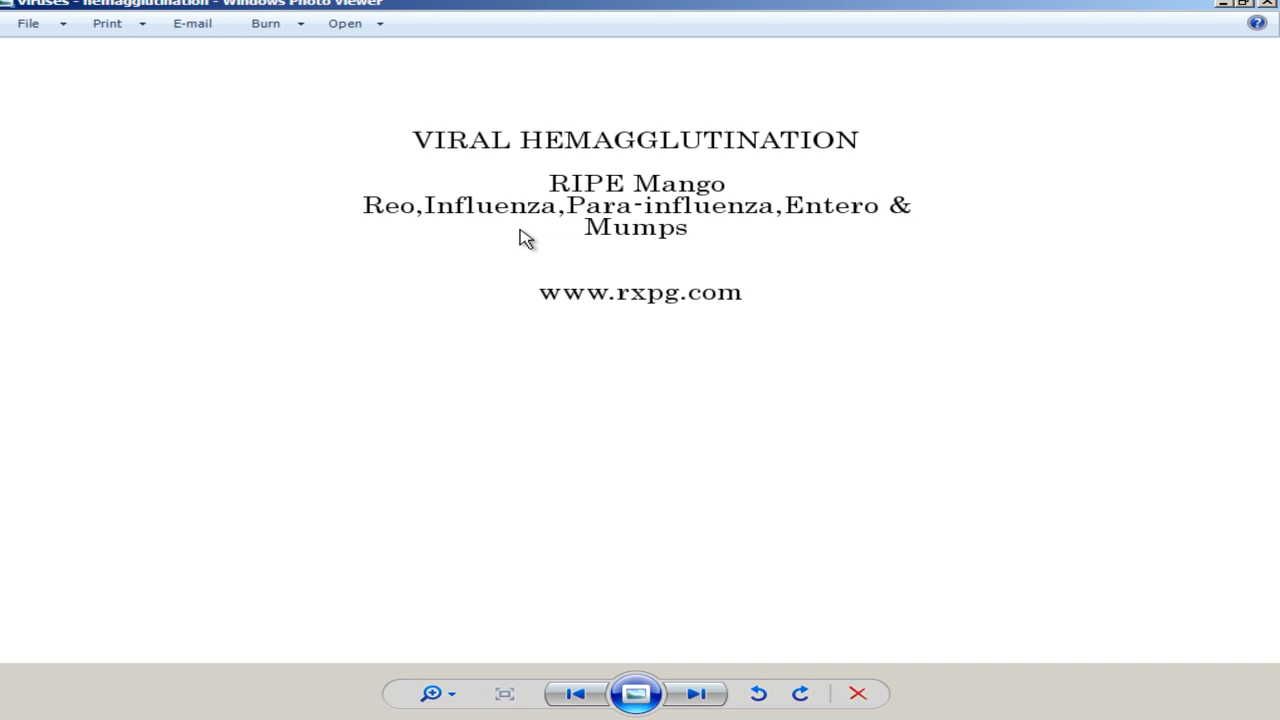 viruses - hemagglutination - Windows Photo Viewer
File Print E-mail Burn Open
VIRAL HEMAGGLUTINATION
RIPE Mango
Reo,Influenza,Para-influenza,Entero &
Mumps
www.rxpg.com